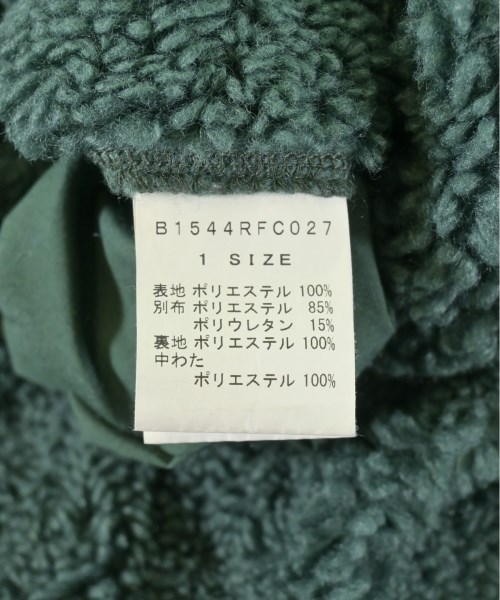 B1544RFC027
1 SIZE
表地 ポリエステル 100%
別布 ポリエステル 85%
ポリウレタン 15%
裏地 ポリエステル 100%
中わた
ポリエステル 100%